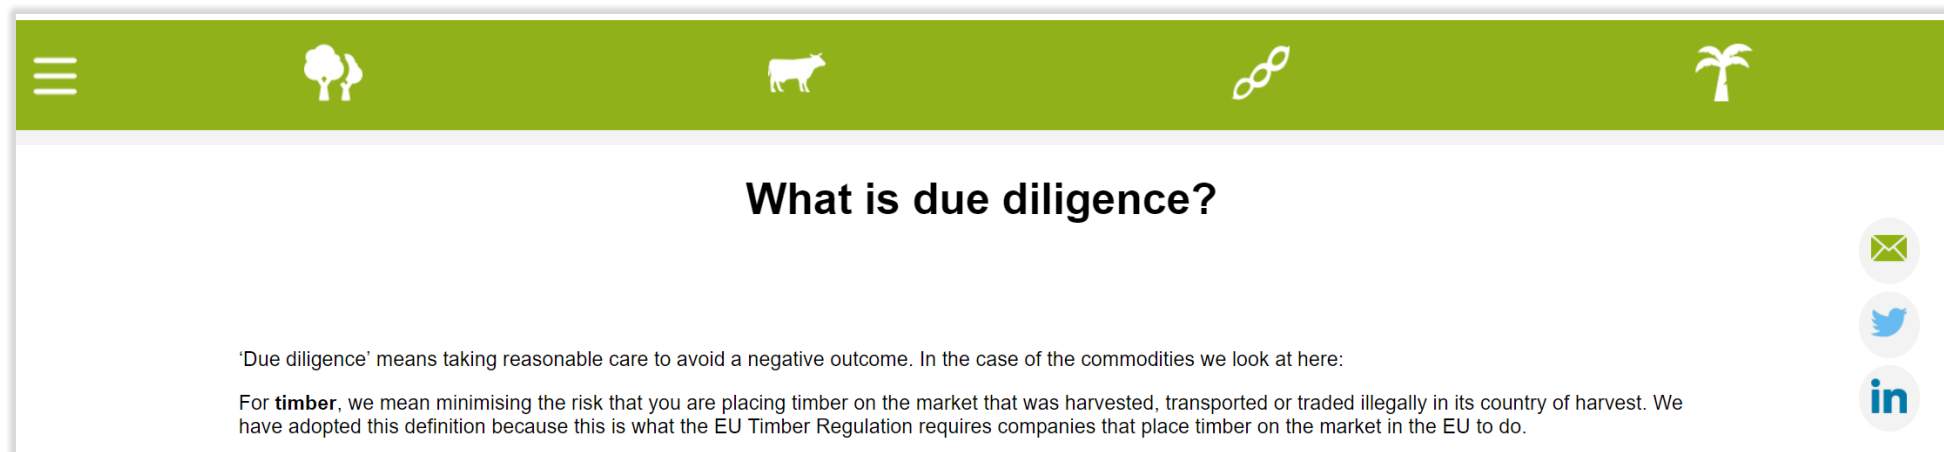 What is due diligence?
‘Due diligence’ means taking reasonable care to avoid a negative outcome. In the case of the commodities we look at here:
For timber, we mean minimising the risk that you are placing timber on the market that was harvested, transported or traded illegally in its country of harvest. We
have adopted this definition because this is what the EU Timber Regulation requires companies that place timber on the market in the EU to do.
in